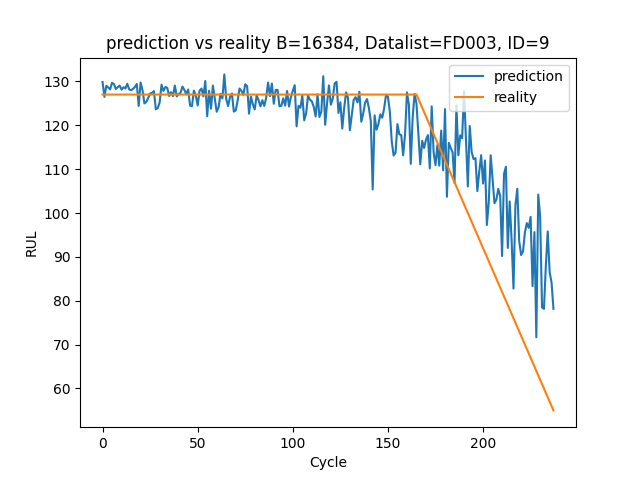 prediction vs reality B=16384, Datalist=FD003, ID=9
prediction
reality
130
120
110
100
90
80
70
60
RUL
0
50
100
150
200
Cycle